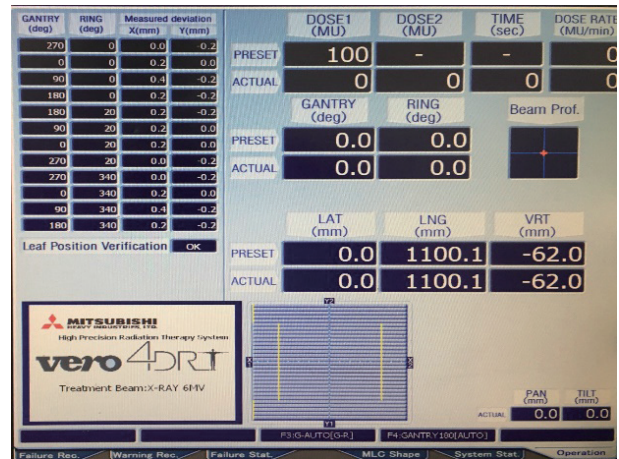 GANTRY (deg) RING (deg) Measured deviation X(mm) Y(mm)
270 0 0.0 -0.2
0 0 0.2 0.0
90 0 0.4 -0.2
180 0 0.2 -0.2
180 20 0.2 -0.2
90 20 0.2 0.0
0 20 0.2 0.0
270 20 0.0 -0.2
270 340 0.0 -0.2
0 340 0.2 0.0
90 340 0.4 -0.2
180 340 0.2 -0.2
Leaf Position Verification OK
DOSE1 (MU) DOSE2 (MU) TIME (sec) DOSE RATE (MU/min)
PRESET 100 - - 0
ACTUAL 0 0 0 0
GANTRY (deg) RING (deg) Beam Prof.
PRESET 0.0 0.0
ACTUAL 0.0 0.0
LAT (mm) LNG (mm) VRT (mm)
PRESET 0.0 1100.1 -62.0
ACTUAL 0.0 1100.1 -62.0
MITSUBISHI
HEAVY INDUSTRIES, LTD.
High Precision Radiation Therapy System
vero 4DRT
Treatment Beam:X-RAY 6MV
Y2
Y1
PAN (mm) TILT (mm)
ACTUAL 0.0 0.0
F3:G-AUTO[G-R] F4:GANTRY100[AUTO]
Failure Rec. Warning Rec. Failure Stat. MLC Shape System Stat. Operation